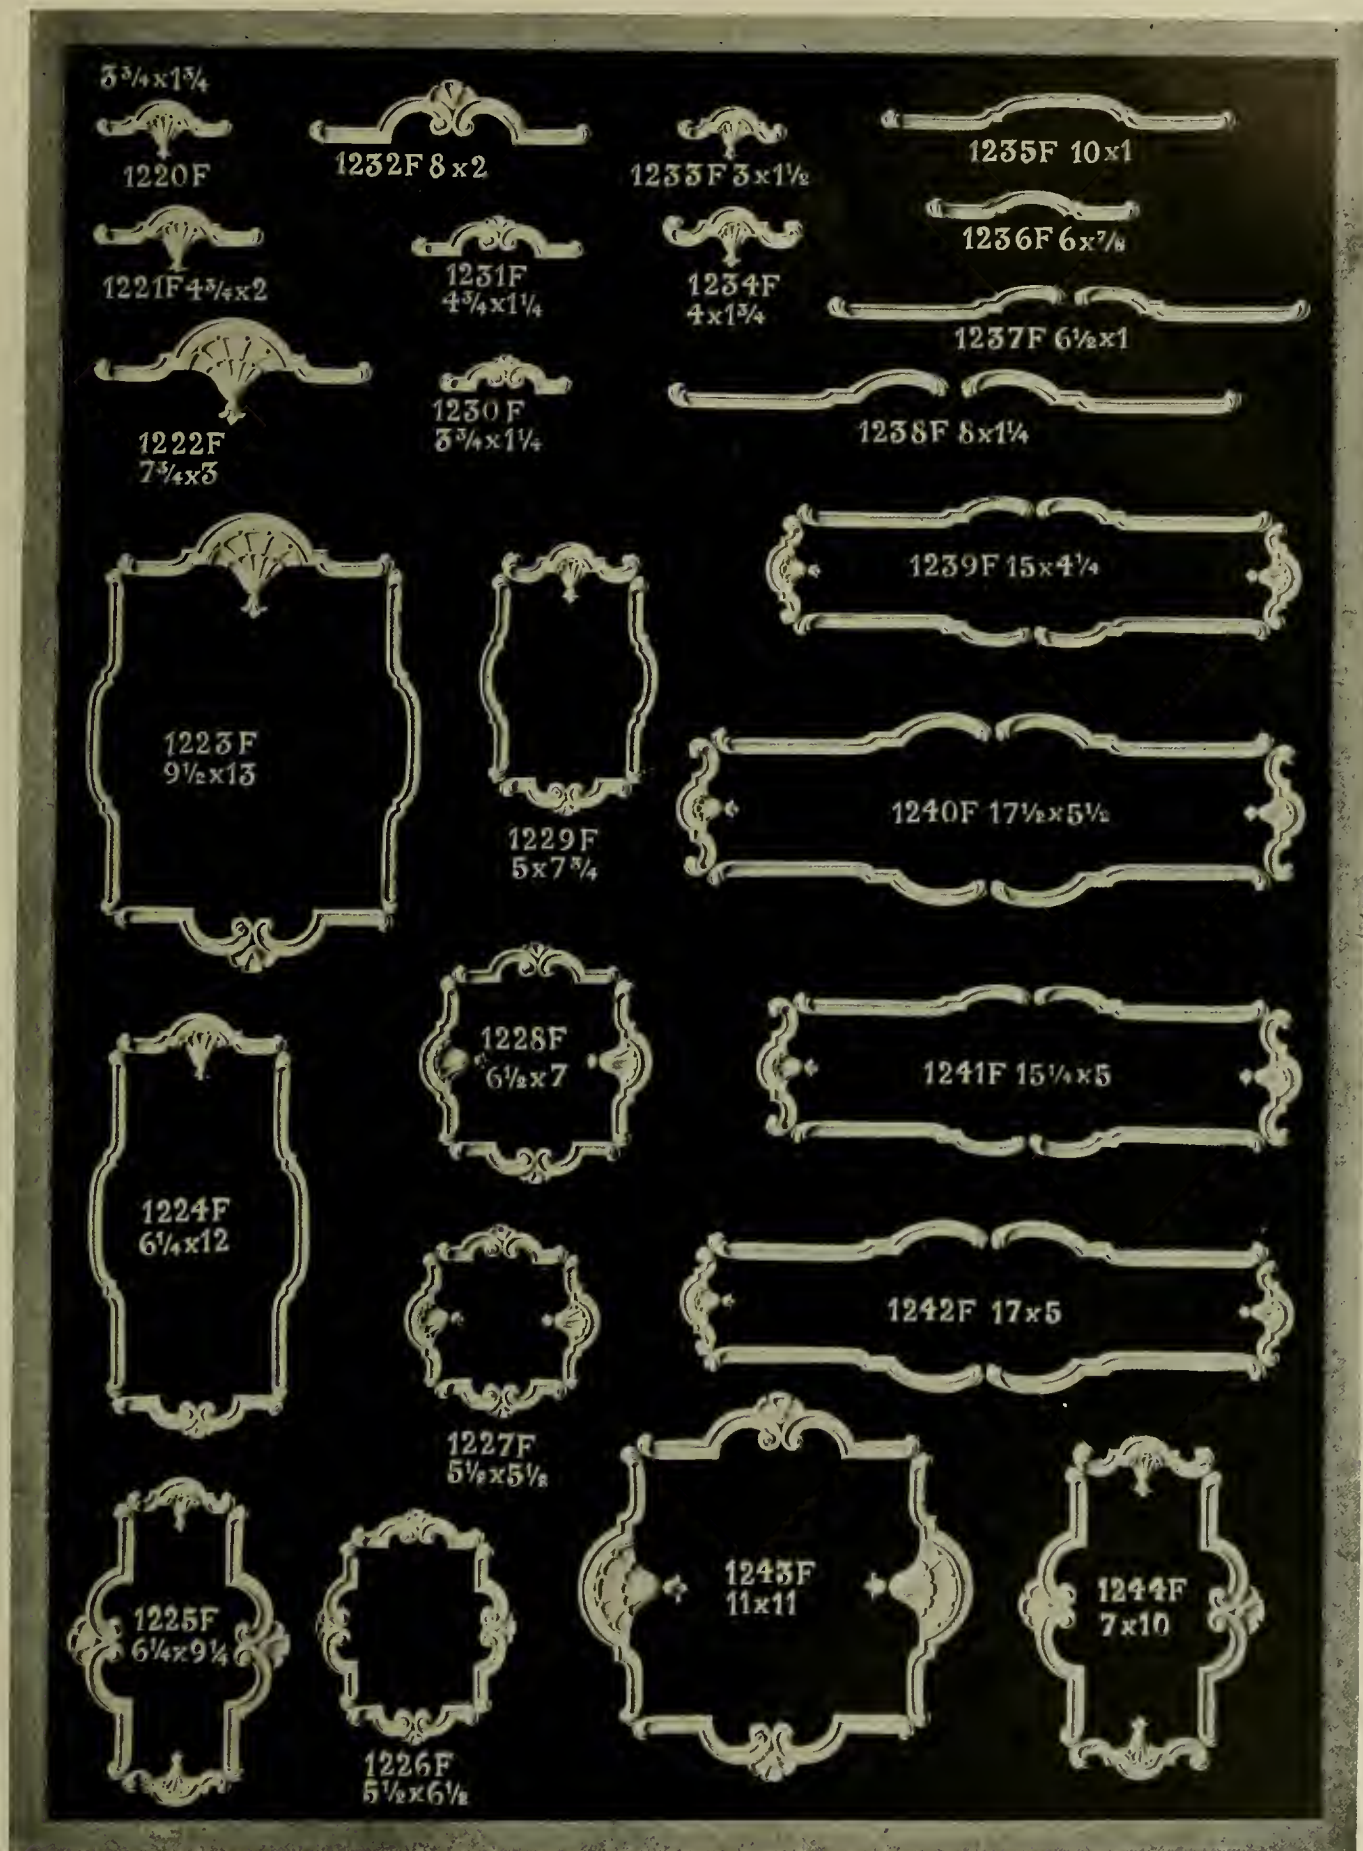 3¾x1¾
1220F
1232F 8x2
1233F 3x1½
1235F 10x1
1236F 6x⅞
1221F 4¾x2
1231F
4¾x1¼
1234F
4x1¾
1237F 6½x1
1222F
7¾x3
1230F
3¾x1¼
1238F 8x1¼
1239F 15x4¼
1223F
9½x13
1229F
5x7¾
1240F 17½x5½
1228F
6½x7
1241F 15¼x5
1224F
6¼x12
1242F 17x5
1227F
5½x5½
1225F
6¼x9¼
1243F
11x11
1244F
7x10
1226F
5½x6½